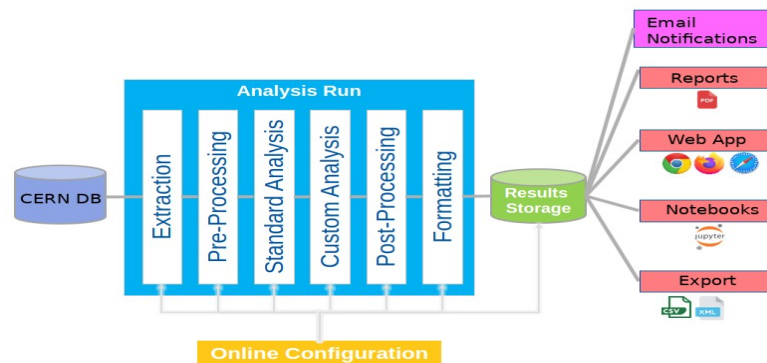 Email
Notifications
Analysis Run
Reports
PDF
Extraction
Pre-Processing
Standard Analysis
Custom Analysis
Post-Processing
Formatting
Web App
CERN DB
Results
Storage
Notebooks
jupyter
Export
CSV
XML
Online Configuration